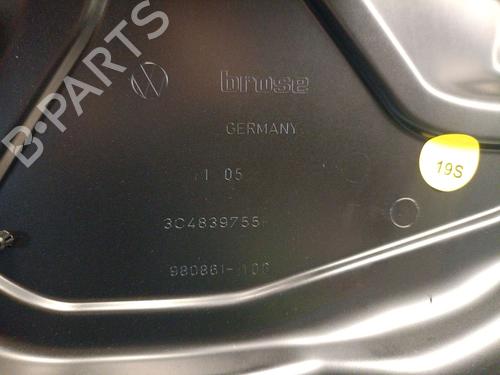 B-PARTS
brose
GERMANY
1 05
19S
3C4839755
980861-100